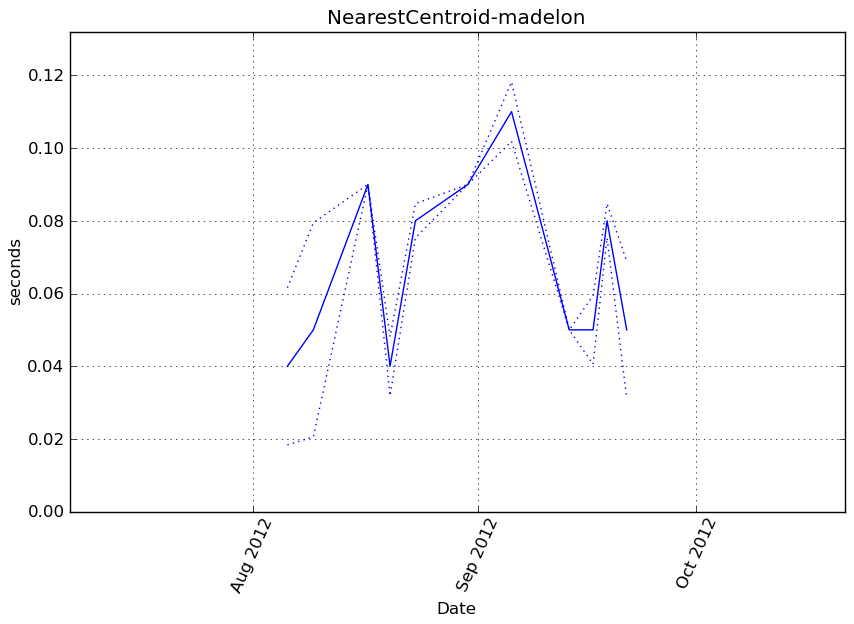 NearestCentroid-madelon
0.12
0.10
0.08
0.06
0.04
0.02
0.00
seconds
Aug 2012
Sep 2012
Oct 2012
Date